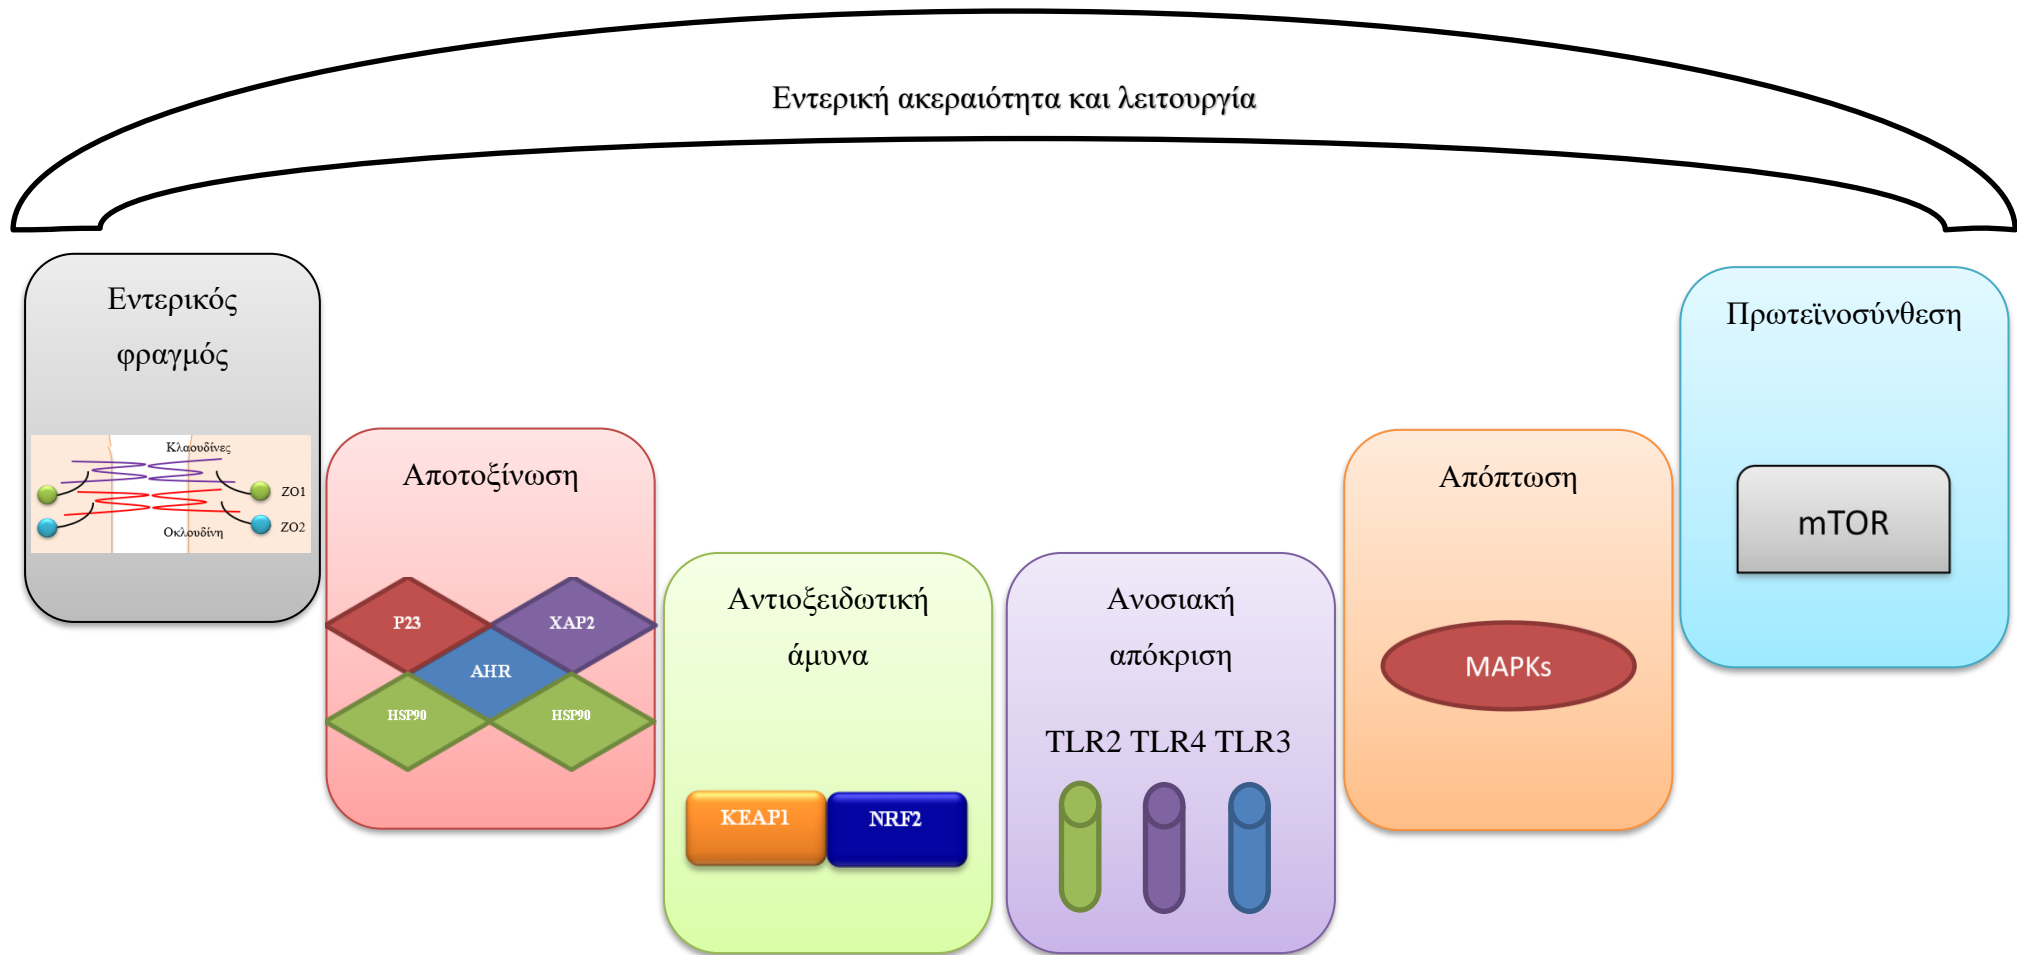 Εντερική ακεραιότητα και λειτουργία
Εντερικός
φραγμός
Κλαουδίνες
ZO1
ZO2
Οκλουδίνη
Αποτοξίνωση
P23
XAP2
AHR
HSP90
HSP90
Αντιοξειδωτική
άμυνα
KEAP1
NRF2
Ανοσιακή
απόκριση
TLR2 TLR4 TLR3
Απόπτωση
MAPKs
Πρωτεϊνοσύνθεση
mTOR